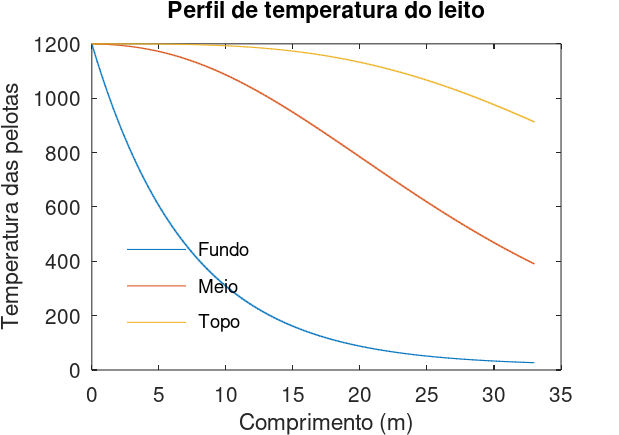 Perfil de temperatura do leito
Temperatura das pelotas
1200
1000
800
600
400
200
0
Fundo
Meio
Topo
0 5 10 15 20 25 30 35
Comprimento (m)